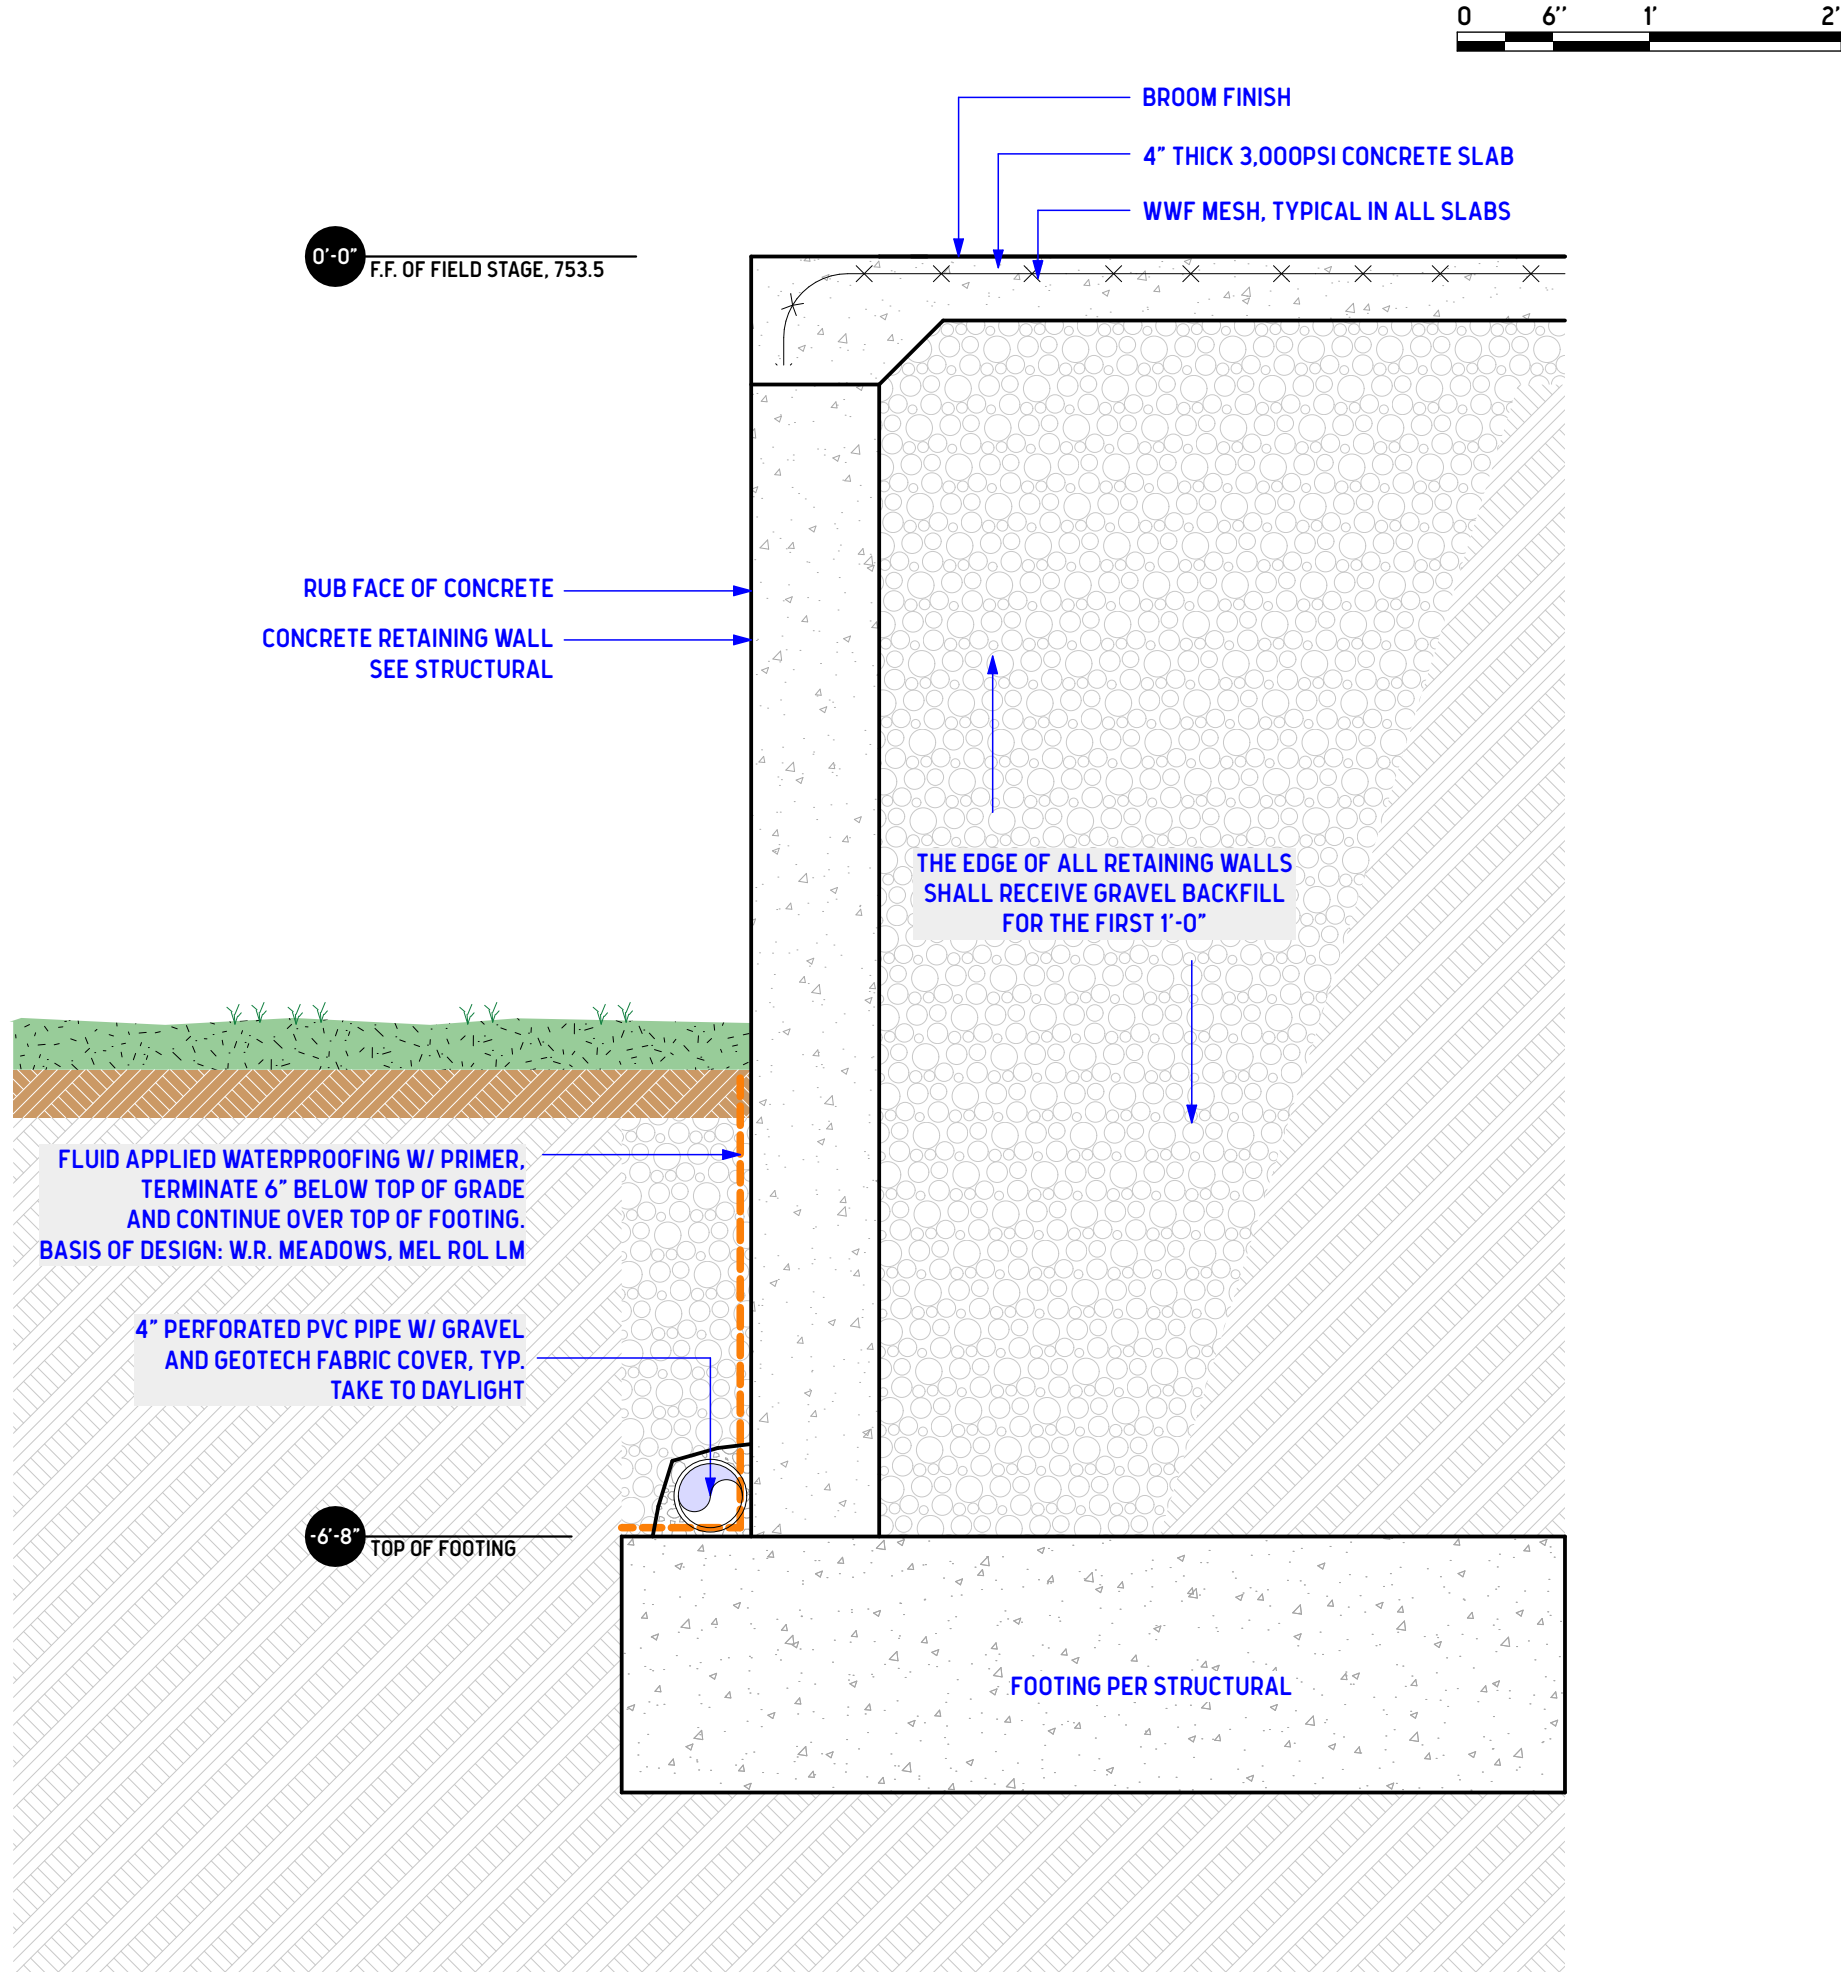 0 6'' 1' 2'
BROOM FINISH
4" THICK 3,000PSI CONCRETE SLAB
WWF MESH, TYPICAL IN ALL SLABS
0'-0"
F.F. OF FIELD STAGE, 753.5
RUB FACE OF CONCRETE
CONCRETE RETAINING WALL
SEE STRUCTURAL
THE EDGE OF ALL RETAINING WALLS
SHALL RECEIVE GRAVEL BACKFILL
FOR THE FIRST 1'-0"
FLUID APPLIED WATERPROOFING W/ PRIMER,
TERMINATE 6" BELOW TOP OF GRADE
AND CONTINUE OVER TOP OF FOOTING.
BASIS OF DESIGN: W.R. MEADOWS, MEL ROL LM
4" PERFORATED PVC PIPE W/ GRAVEL
AND GEOTECH FABRIC COVER, TYP.
TAKE TO DAYLIGHT
-6'-8"
TOP OF FOOTING
FOOTING PER STRUCTURAL